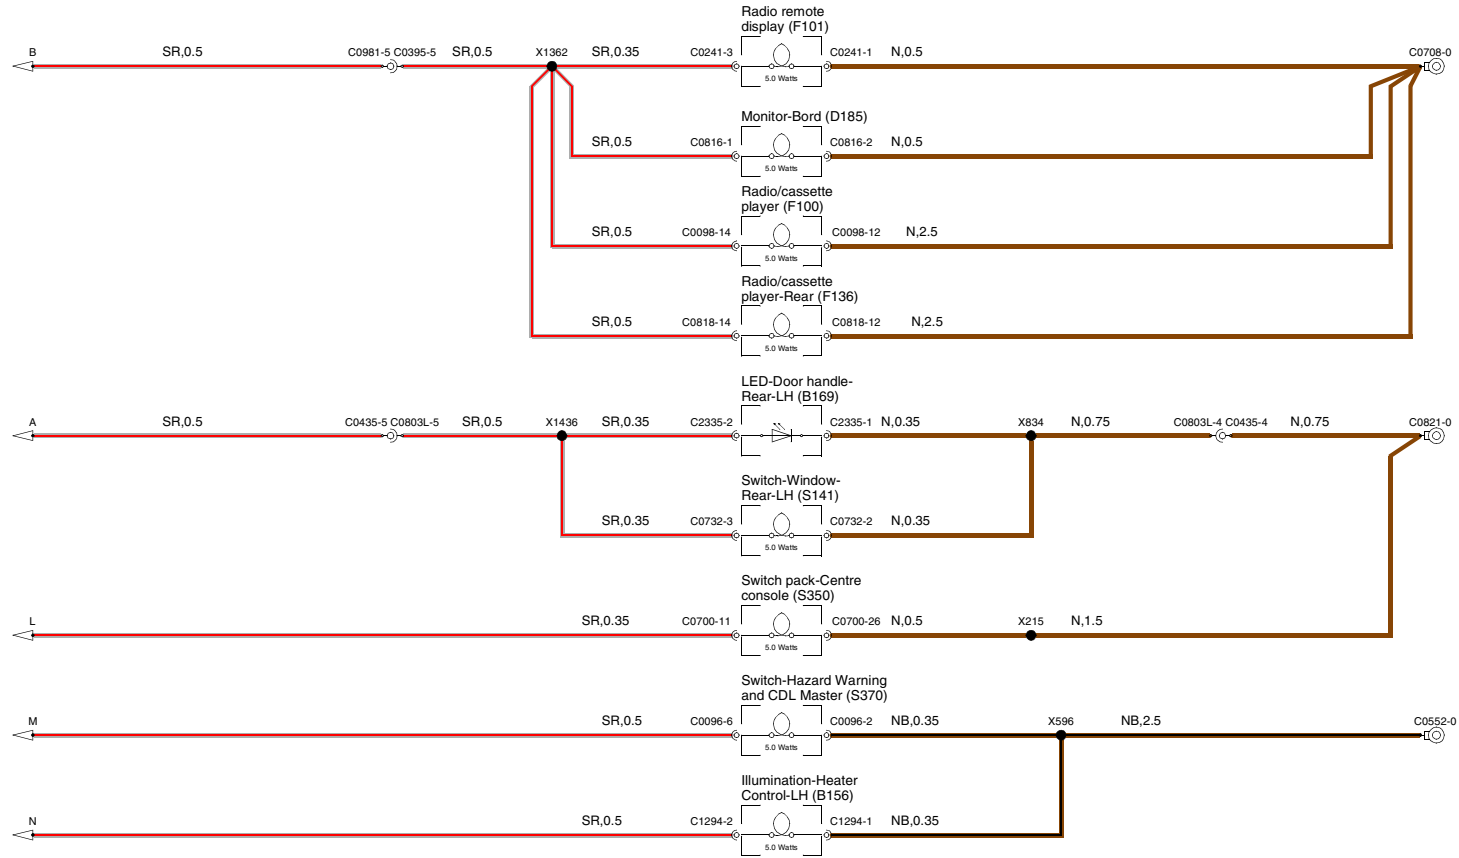 Radio remote
display (F101)
B SR,0.5 C0981-5 C0395-5 SR,0.5 X1362 SR,0.35 C0241-3 C0241-1 N,0.5 C0708-0
5.0 Watts
Monitor-Bord (D185)
SR,0.5 C0816-1 C0816-2 N,0.5
5.0 Watts
Radio/cassette
player (F100)
SR,0.5 C0098-14 C0098-12 N,2.5
5.0 Watts
Radio/cassette
player-Rear (F136)
SR,0.5 C0818-14 C0818-12 N,2.5
5.0 Watts
LED-Door handle-
Rear-LH (B169)
A SR,0.5 C0435-5 C0803L-5 SR,0.5 X1436 SR,0.35 C2335-2 C2335-1 N,0.35 X834 N,0.75 C0803L-4 C0435-4 N,0.75 C0821-0
Switch-Window-
Rear-LH (S141)
SR,0.35 C0732-3 C0732-2 N,0.35
5.0 Watts
Switch pack-Centre
console (S350)
L SR,0.35 C0700-11 C0700-26 N,0.5 X215 N,1.5
5.0 Watts
Switch-Hazard Warning
and CDL Master (S370)
M SR,0.5 C0096-6 C0096-2 NB,0.35 X596 NB,2.5 C0552-0
5.0 Watts
Illumination-Heater
Control-LH (B156)
N SR,0.5 C1294-2 C1294-1 NB,0.35
5.0 Watts